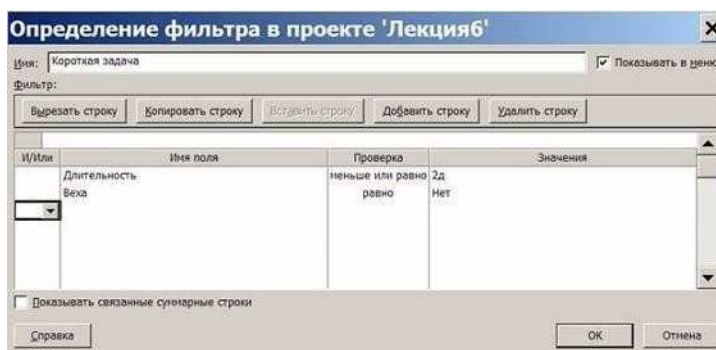 Определение фильтра в проекте 'Лекция6'
Имя: Короткая задача Показывать в меню
Фильтр:
Вырезать строку Копировать строку Вставить строку Добавить строку Удалить строку
И/Или Имя поля Проверка Значения
Длительность меньше или равно 2д
Веха равно Нет
Показывать связанные суммарные строки
Справка ОК Отмена